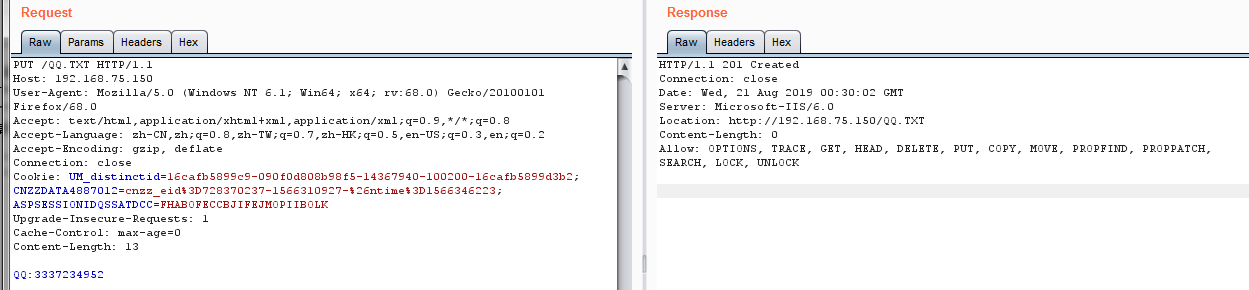 Request
Raw Params Headers Hex
PUT /QQ.TXT HTTP/1.1
Host: 192.168.75.150
User-Agent: Mozilla/5.0 (Windows NT 6.1; Win64; x64; rv:68.0) Gecko/20100101
Firefox/68.0
Accept: text/html,application/xhtml+xml,application/xml;q=0.9,*/*;q=0.8
Accept-Language: zh-CN,zh;q=0.8,zh-TW;q=0.7,zh-HK;q=0.5,en-US;q=0.3,en;q=0.2
Accept-Encoding: gzip, deflate
Connection: close
Cookie: UM_distinctid=16cafb5899c9-090f0d808b98f5-14367940-100200-16cafb5899d3b2;
CNZZDATA4887012=cnzz_eid%3D728370237-1566310927-%26ntime%3D1566346223;
ASPSESSIONIDQSSATDCC=FHABOFECCBJIFEJMOPIIBOLK
Upgrade-Insecure-Requests: 1
Cache-Control: max-age=0
Content-Length: 13
QQ:3337234952
Response
Raw Headers Hex
HTTP/1.1 201 Created
Connection: close
Date: Wed, 21 Aug 2019 00:30:02 GMT
Server: Microsoft-IIS/6.0
Location: http://192.168.75.150/QQ.TXT
Content-Length: 0
Allow: OPTIONS, TRACE, GET, HEAD, DELETE, PUT, COPY, MOVE, PROPFIND, PROPPATCH,
SEARCH, LOCK, UNLOCK